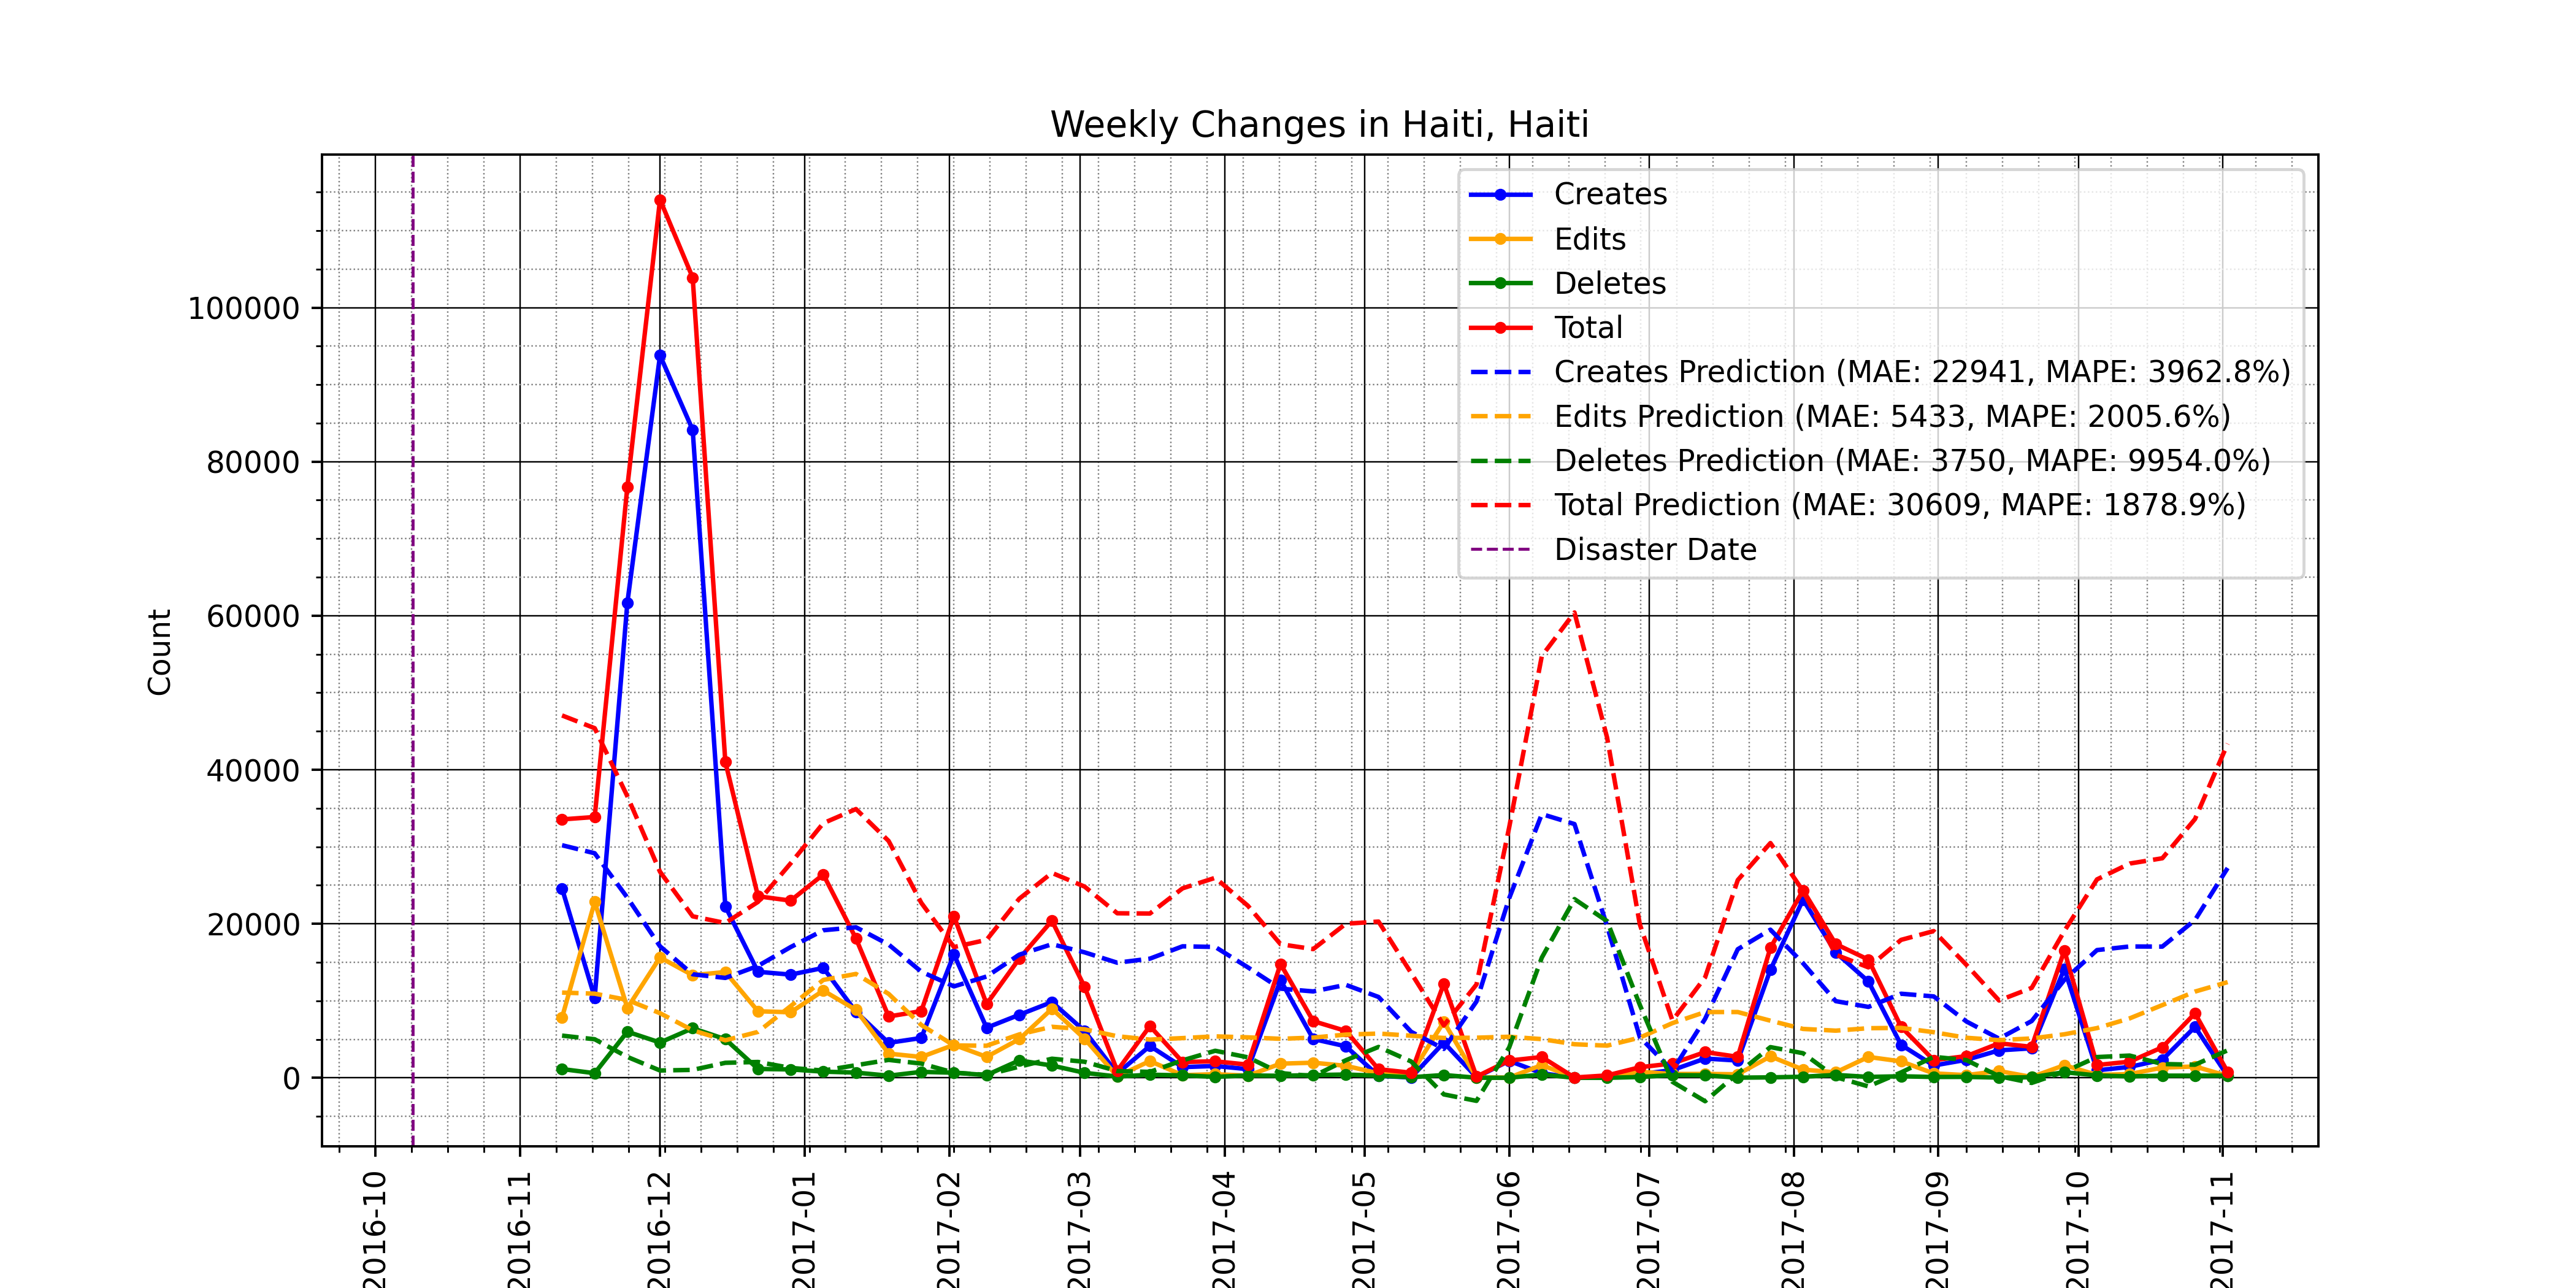 Weekly Changes in Haiti, Haiti
Creates
Edits
Deletes
Total
Creates Prediction (MAE: 22941, MAPE: 3962.8%)
Edits Prediction (MAE: 5433, MAPE: 2005.6%)
Deletes Prediction (MAE: 3750, MAPE: 9954.0%)
Total Prediction (MAE: 30609, MAPE: 1878.9%)
Disaster Date
Count
100000
80000
60000
40000
20000
0
2016-10
2016-11
2016-12
2017-01
2017-02
2017-03
2017-04
2017-05
2017-06
2017-07
2017-08
2017-09
2017-10
2017-11